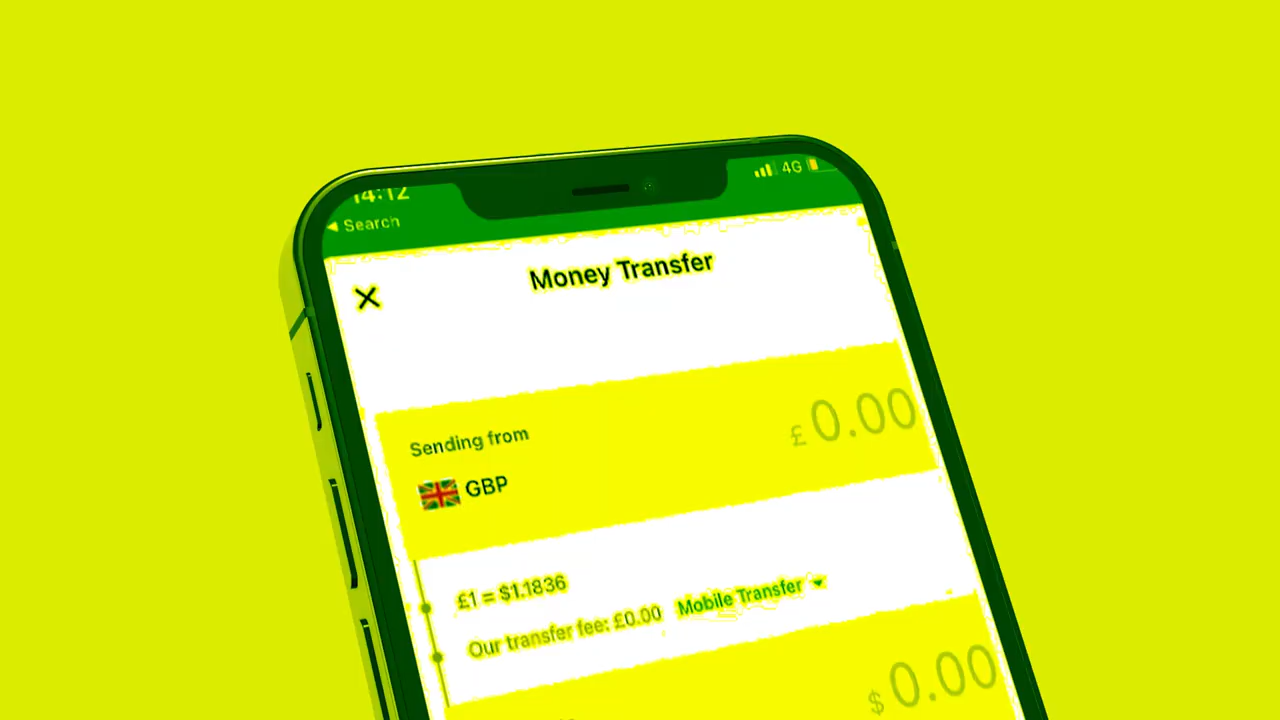 14:12
4G
◀ Search
Money Transfer
£ 0.00
Sending from
GBP
£1 = $1.1836
Our transfer fee: £0.00 Mobile Transfer
$ 0.00